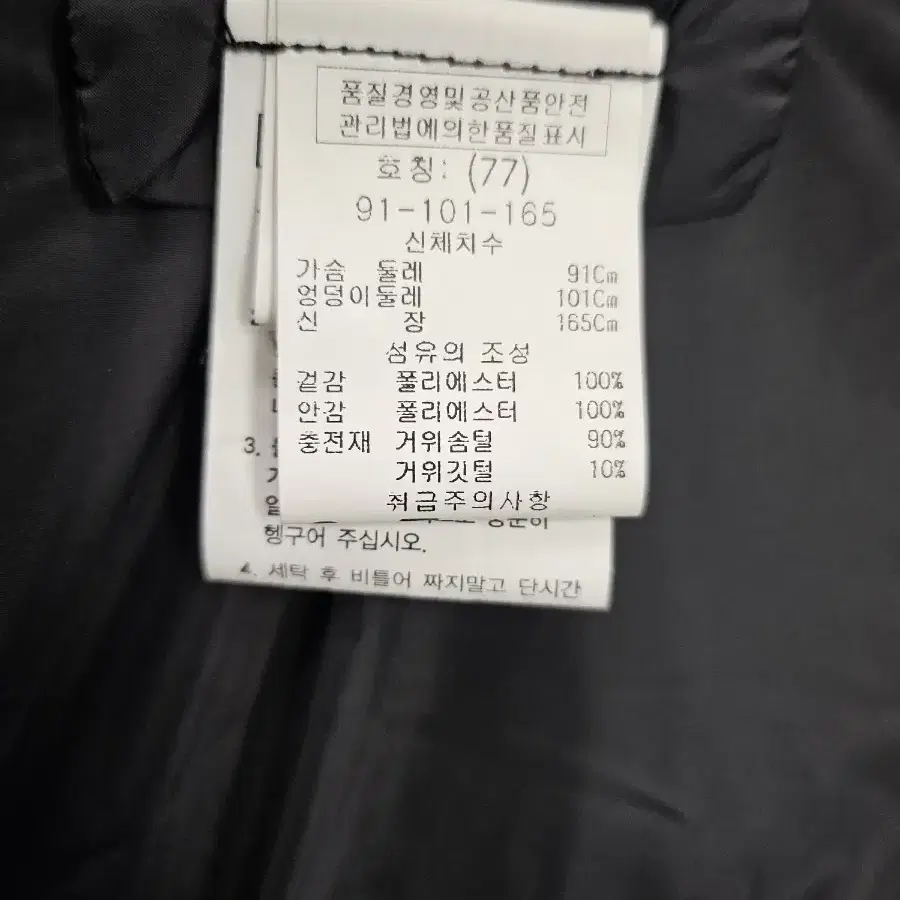 품질경영및공산품안전
관리법에의한품질표시
호칭: (77)
91-101-165
신체치수
가슴 둘레 91Cm
엉덩이둘레 101Cm
신 장 165Cm
섬유의 조성
겉감 폴리에스터 100%
안감 폴리에스터 100%
충전재 거위솜털 90%
거위깃털 10%
취금주의사항
3.
헹구어 주십시오.
4. 세탁 후 비틀어 짜지말고 단시간